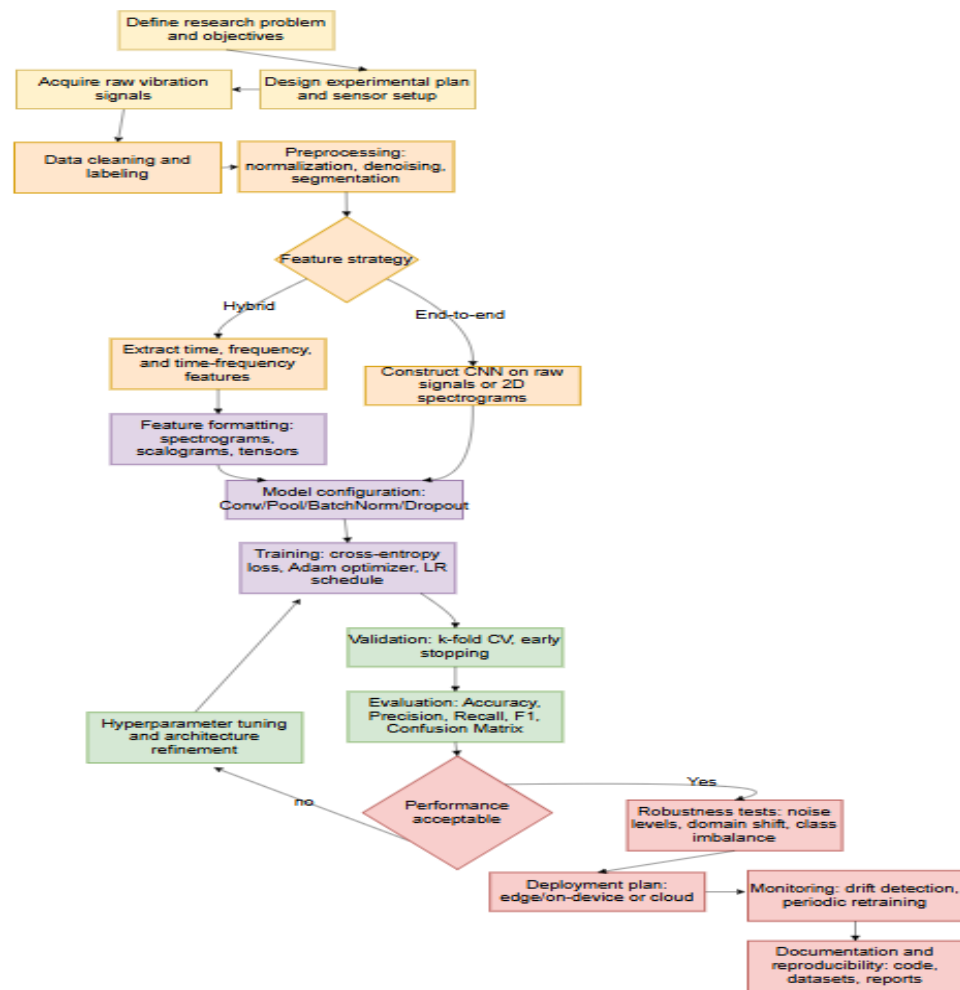 Define research problem
and objectives
Acquire raw vibration
signals
Design experimental plan
and sensor setup
Data cleaning and
labeling
Preprocessing:
normalization, denoising,
segmentation
Feature strategy
Hybrid
End-to-end
Extract time, frequency,
and time-frequency
features
Construct CNN on raw
signals or 2D
spectrograms
Feature formatting:
spectrograms,
scalograms, tensors
Model configuration:
Conv/Pool/BatchNorm/Dropout
Training: cross-entropy
loss, Adam optimizer, LR
schedule
Validation: k-fold CV, early
stopping
Evaluation: Accuracy,
Precision, Recall, F1,
Confusion Matrix
Hyperparameter tuning
and architecture
refinement
Performance
acceptable
no
Yes
Robustness tests: noise
levels, domain shift, class
imbalance
Deployment plan:
edge/on-device or cloud
Monitoring: drift detection,
periodic retraining
Documentation and
reproducibility: code,
datasets, reports